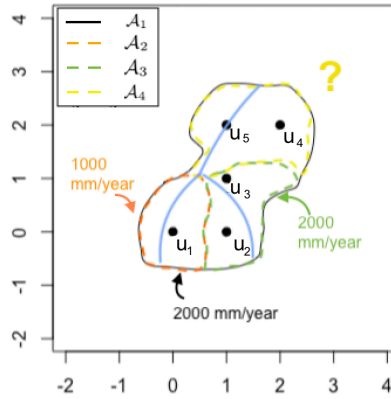 4
3
2
1
0
-1
-2
𝒜₁
𝒜₂
𝒜₃
𝒜₄
?
u₅
u₄
1000
mm/year
u₃
2000
mm/year
u₁
u₂
2000 mm/year
-2 -1 0 1 2 3 4